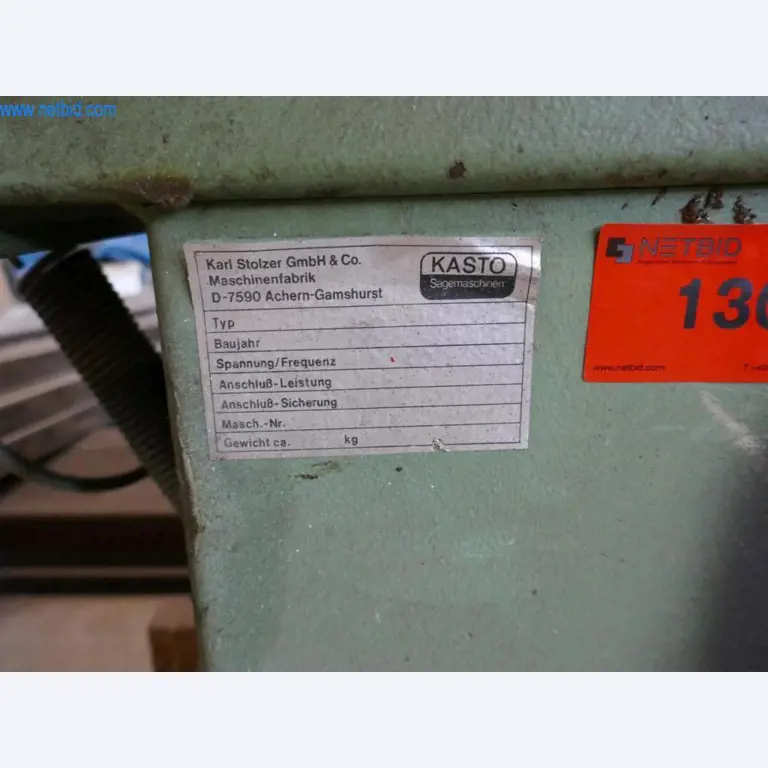 www.netbid.com
Karl Stolzer GmbH & Co.
Maschinenfabrik
D-7590 Achern-Gamshurst
KASTO
Sägemaschinen
Typ
Baujahr
Spannung/Frequenz
Anschluß-Leistung
Anschluß-Sicherung
Masch.-Nr.
Gewicht ca. kg
NETBID
130
www.netbid.com